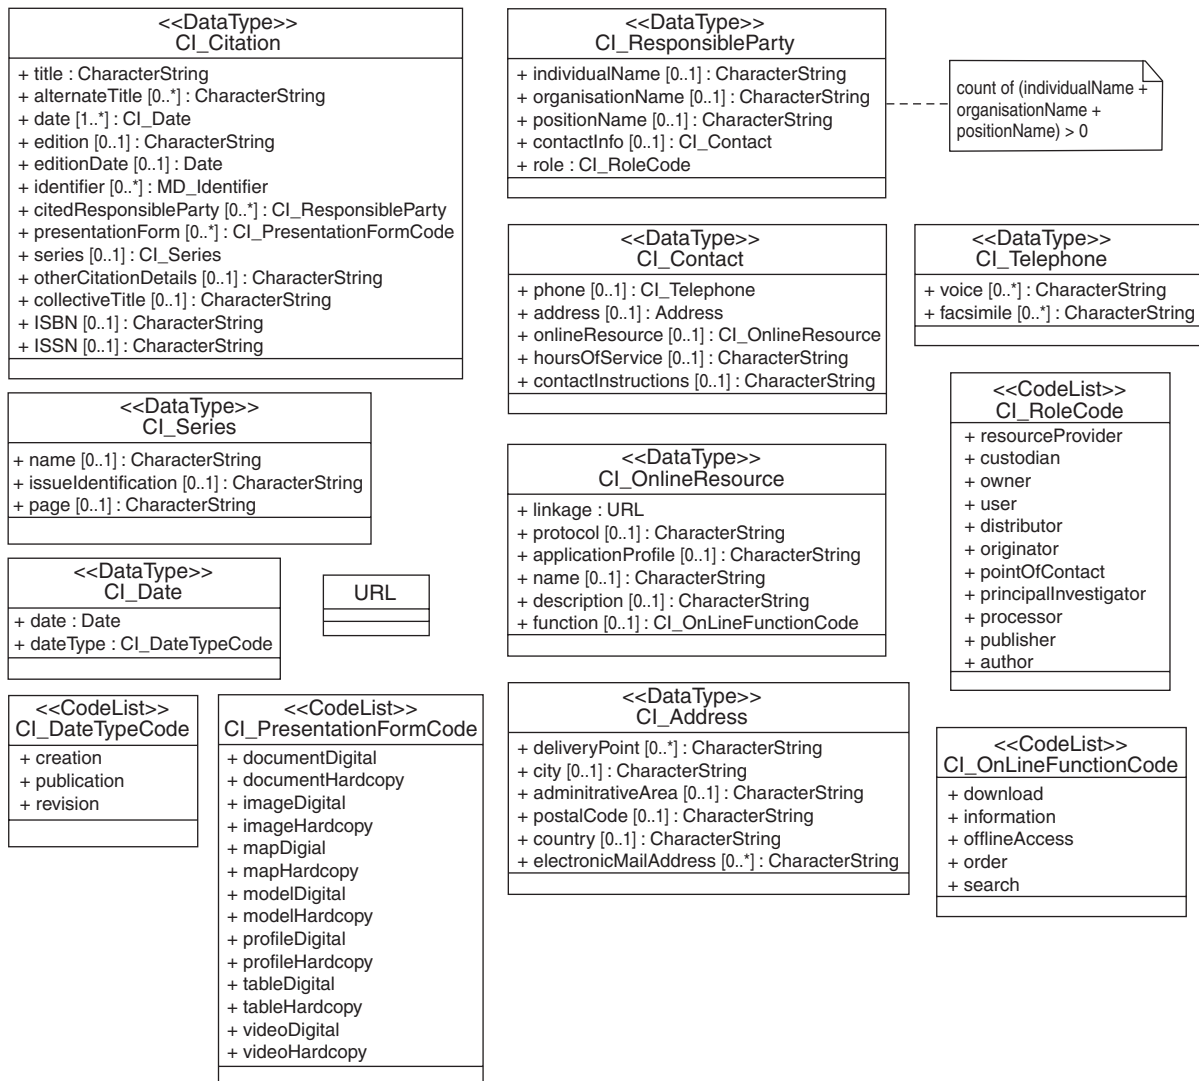 <<DataType>>
CI_Citation
+ title : CharacterString
+ alternateTitle [0..*] : CharacterString
+ date [1..*] : CI_Date
+ edition [0..1] : CharacterString
+ editionDate [0..1] : Date
+ identifier [0..*] : MD_Identifier
+ citedResponsibleParty [0..*] : CI_ResponsibleParty
+ presentationForm [0..*] : CI_PresentationFormCode
+ series [0..1] : CI_Series
+ otherCitationDetails [0..1] : CharacterString
+ collectiveTitle [0..1] : CharacterString
+ ISBN [0..1] : CharacterString
+ ISSN [0..1] : CharacterString
<<DataType>>
CI_ResponsibleParty
+ individualName [0..1] : CharacterString
+ organisationName [0..1] : CharacterString
+ positionName [0..1] : CharacterString
+ contactInfo [0..1] : CI_Contact
+ role : CI_RoleCode
count of (individualName +
organisationName +
positionName) > 0
<<DataType>>
CI_Contact
+ phone [0..1] : CI_Telephone
+ address [0..1] : Address
+ onlineResource [0..1] : CI_OnlineResource
+ hoursOfService [0..1] : CharacterString
+ contactInstructions [0..1] : CharacterString
<<DataType>>
CI_Telephone
+ voice [0..*] : CharacterString
+ facsimile [0..*] : CharacterString
<<DataType>>
CI_Series
+ name [0..1] : CharacterString
+ issueIdentification [0..1] : CharacterString
+ page [0..1] : CharacterString
<<DataType>>
CI_OnlineResource
+ linkage : URL
+ protocol [0..1] : CharacterString
+ applicationProfile [0..1] : CharacterString
+ name [0..1] : CharacterString
+ description [0..1] : CharacterString
+ function [0..1] : CI_OnLineFunctionCode
<<CodeList>>
CI_RoleCode
+ resourceProvider
+ custodian
+ owner
+ user
+ distributor
+ originator
+ pointOfContact
+ principalInvestigator
+ processor
+ publisher
+ author
<<DataType>>
CI_Date
+ date : Date
+ dateType : CI_DateTypeCode
URL
<<CodeList>>
CI_DateTypeCode
+ creation
+ publication
+ revision
<<CodeList>>
CI_PresentationFormCode
+ documentDigital
+ documentHardcopy
+ imageDigital
+ imageHardcopy
+ mapDigial
+ mapHardcopy
+ modelDigital
+ modelHardcopy
+ profileDigital
+ profileHardcopy
+ tableDigital
+ tableHardcopy
+ videoDigital
+ videoHardcopy
<<DataType>>
CI_Address
+ deliveryPoint [0..*] : CharacterString
+ city [0..1] : CharacterString
+ adminitrativeArea [0..1] : CharacterString
+ postalCode [0..1] : CharacterString
+ country [0..1] : CharacterString
+ electronicMailAddress [0..*] : CharacterString
<<CodeList>>
CI_OnLineFunctionCode
+ download
+ information
+ offlineAccess
+ order
+ search